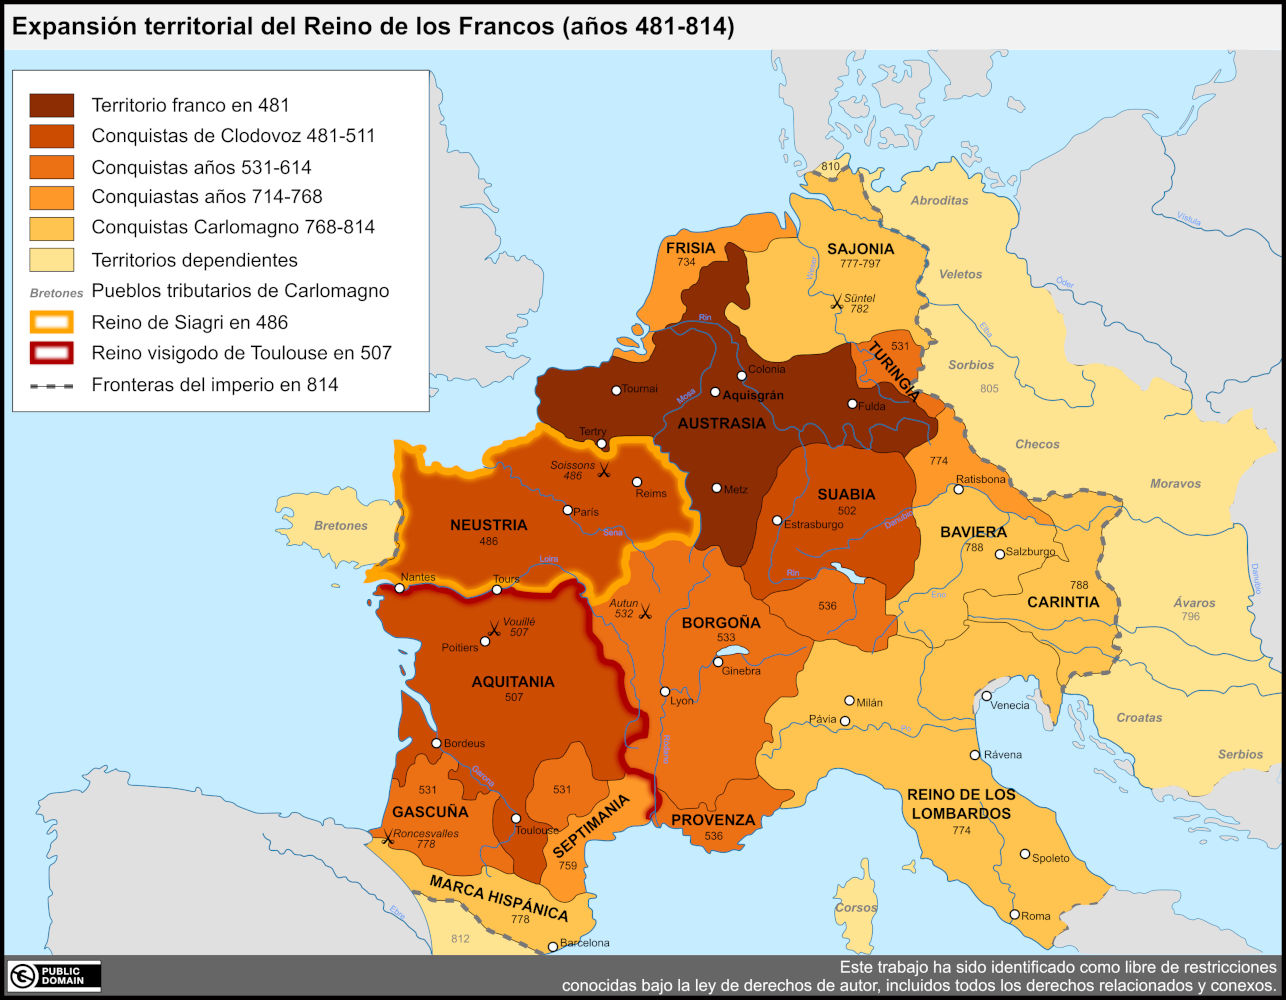 Expansión territorial del Reino de los Francos (años 481-814)
Territorio franco en 481
Conquistas de Clodovoz 481-511
Conquistas años 531-614
Conquiastas años 714-768
Conquistas Carlomagno 768-814
Territorios dependientes
Bretones Pueblos tributarios de Carlomagno
Reino de Siagri en 486
Reino visigodo de Toulouse en 507
Fronteras del imperio en 814
810
Abroditas
Vístula
FRISIA
734
SAJONIA
777-797
Weser
Veletos
Óder
Süntel
782
Rin
Elba
531
TURINGIA
Sorbios
805
Colonia
Tournai
Mosa
Aquisgrán
Fulda
AUSTRASIA
Tertry
Checos
774
Soissons
486
Reims
Metz
Ratisbona
Moravos
SUABIA
502
París
Estrasburgo
Danubio
Bretones
NEUSTRIA
486
Sena
BAVIERA
788
Salzburgo
Loira
Nantes
Tours
Rin
788
Danubio
Eno
CARINTIA
Ávaros
796
Autun
532
536
Vouillé
507
BORGOÑA
533
Poitiers
Ginebra
AQUITANIA
507
Lyon
Milán
Venecia
Pávia
Po
Croatas
Bordeus
Ródano
Rávena
Serbios
Garona
531
531
GASCUÑA
REINO DE LOS
LOMBARDOS
774
SEPTIMANIA
759
PROVENZA
536
Toulouse
Roncesvalles
778
Spoleto
MARCA HISPÁNICA
778
Corsos
Ebre
Roma
812
Barcelona
PUBLIC
DOMAIN
Este trabajo ha sido identificado como libre de restricciones
conocidas bajo la ley de derechos de autor, incluidos todos los derechos relacionados y conexos.